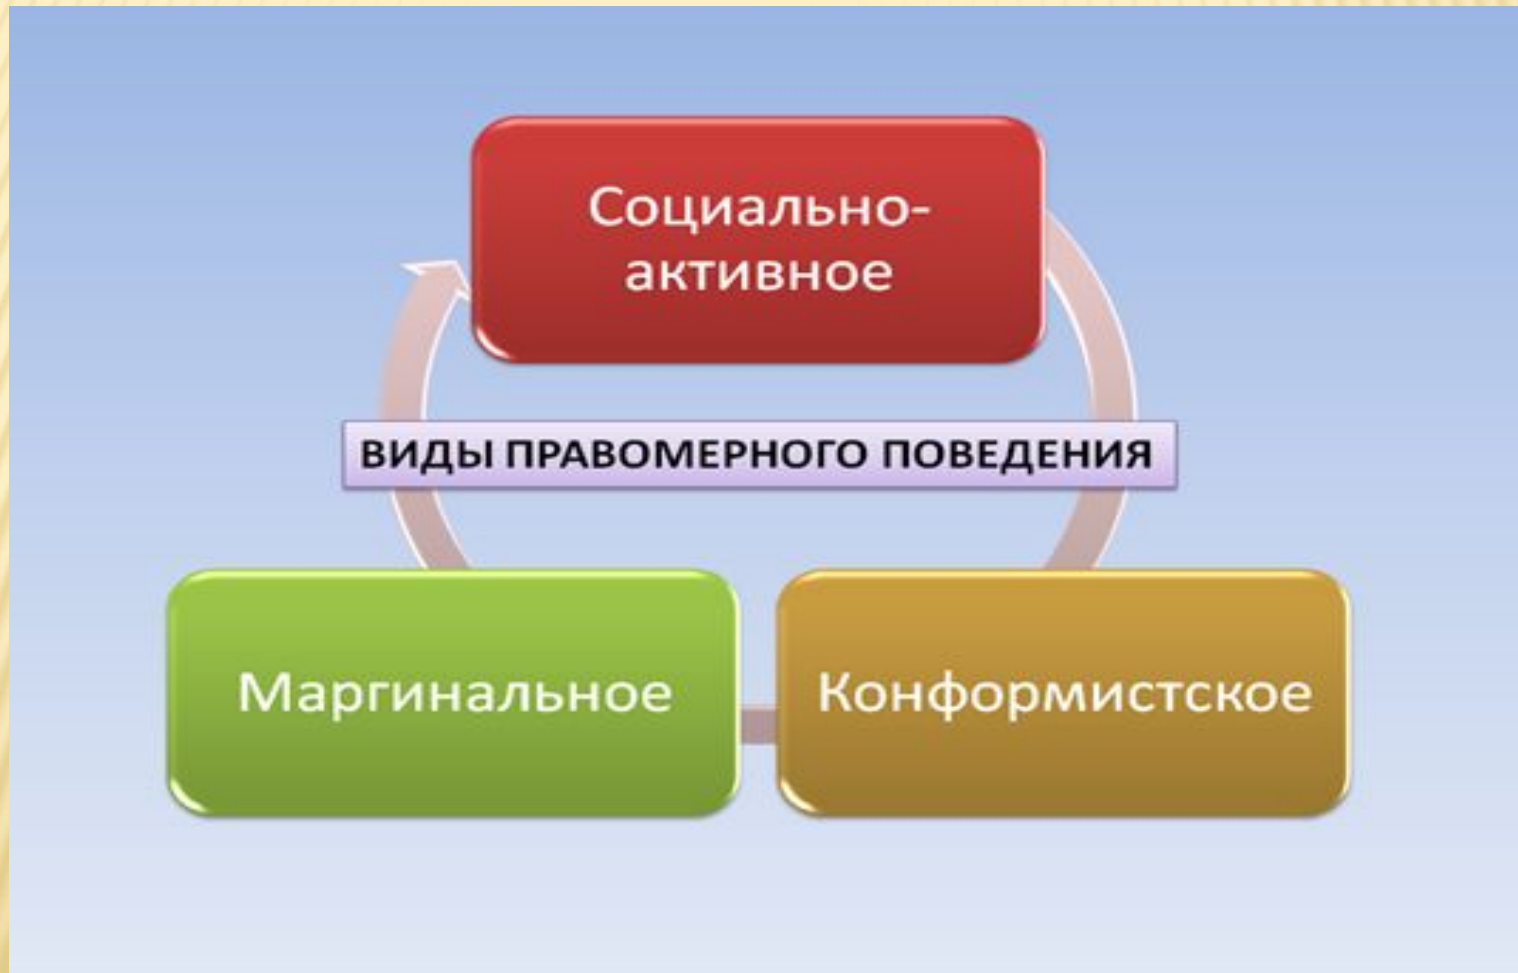 Социально-
активное
ВИДЫ ПРАВОМЕРНОГО ПОВЕДЕНИЯ
Маргинальное
Конформистское